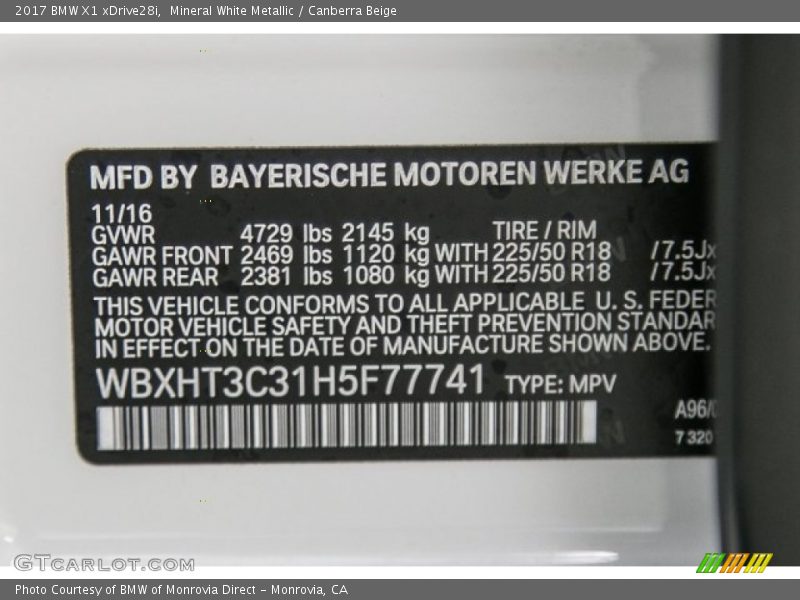 2017 BMW X1 xDrive28i,  Mineral White Metallic / Canberra Beige
MFD BY BAYERISCHE MOTOREN WERKE AG
11/16
GVWR 4729 lbs 2145 kg TIRE / RIM
GAWR FRONT 2469 lbs 1120 kg WITH 225/50 R18 /7.5Jx
GAWR REAR 2381 lbs 1080 kg WITH 225/50 R18 /7.5Jx
THIS VEHICLE CONFORMS TO ALL APPLICABLE U. S. FEDER
MOTOR VEHICLE SAFETY AND THEFT PREVENTION STANDAR
IN EFFECT ON THE DATE OF MANUFACTURE SHOWN ABOVE.
WBXHT3C31H5F77741 TYPE: MPV
A96/
7 320
GTCARLOT.COM
Photo Courtesy of BMW of Monrovia Direct – Monrovia, CA